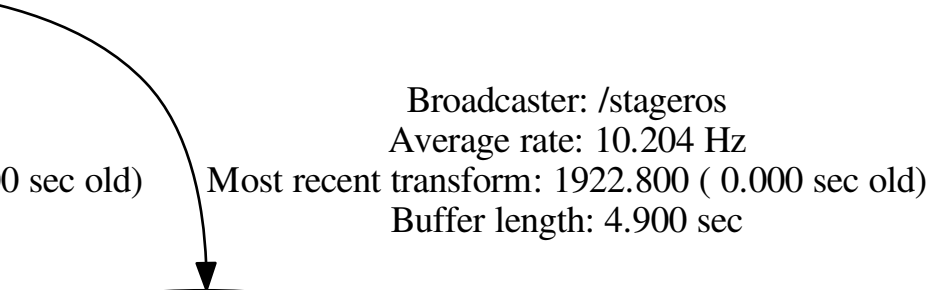 Broadcaster: /stageros
Average rate: 10.204 Hz
0 sec old) Most recent transform: 1922.800 ( 0.000 sec old)
Buffer length: 4.900 sec